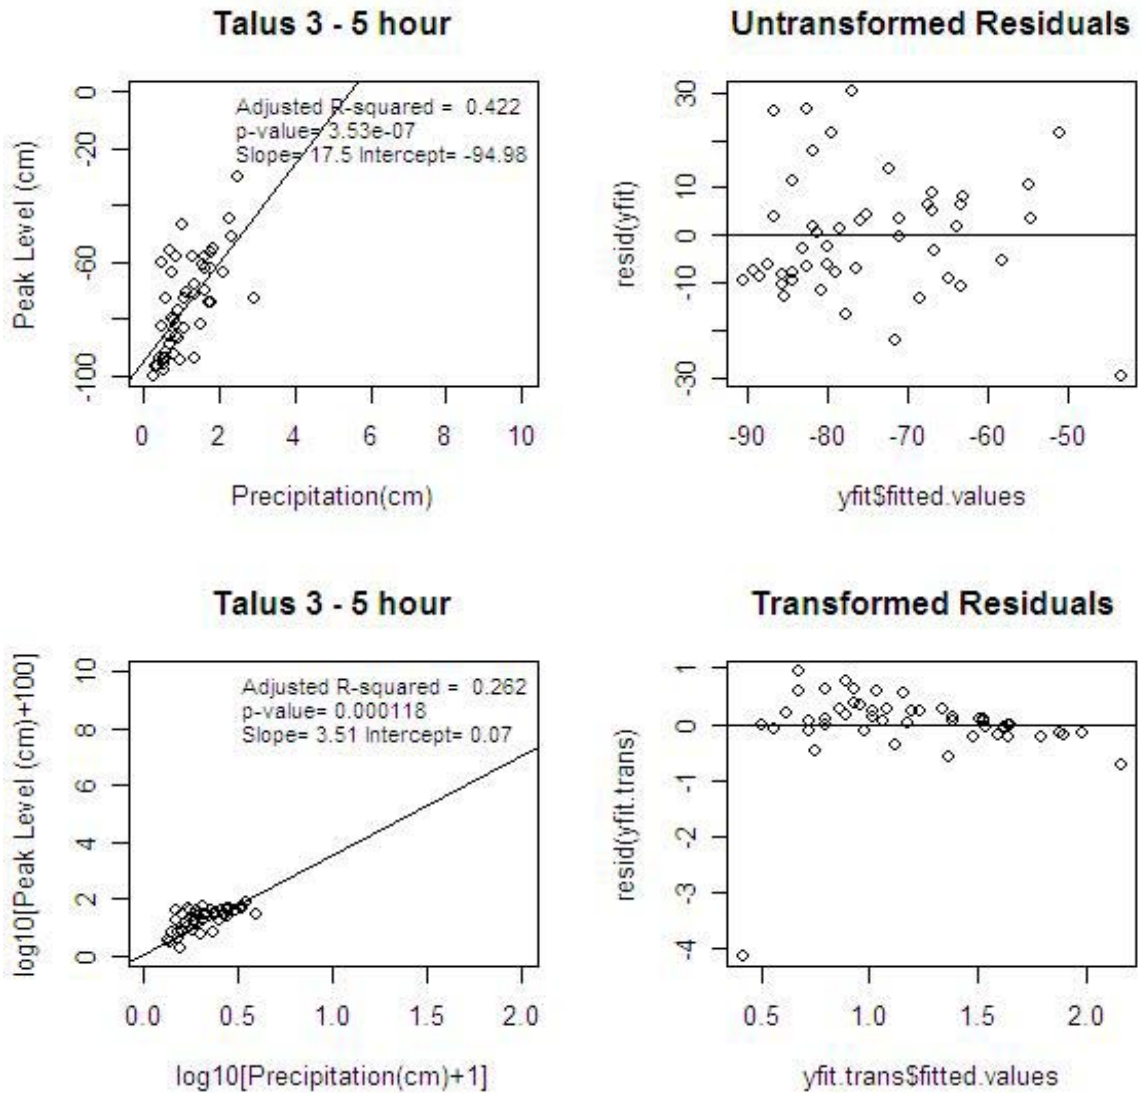 Talus 3 - 5 hour
Untransformed Residuals
Adjusted R-squared = 0.422
p-value= 3.53e-07
Slope= 17.5 Intercept= -94.98
Peak Level (cm)
0
-20
-60
-100
0 2 4 6 8 10
Precipitation(cm)
resid(yfit)
30
10
0
-10
-30
-90 -80 -70 -60 -50
yfit$fitted.values
Talus 3 - 5 hour
Transformed Residuals
Adjusted R-squared = 0.262
p-value= 0.000118
Slope= 3.51 Intercept= 0.07
log10[Peak Level (cm)+100]
10
8
6
4
2
0
0.0 0.5 1.0 1.5 2.0
log10[Precipitation(cm)+1]
resid(yfit.trans)
1
0
-1
-2
-3
-4
0.5 1.0 1.5 2.0
yfit.trans$fitted.values